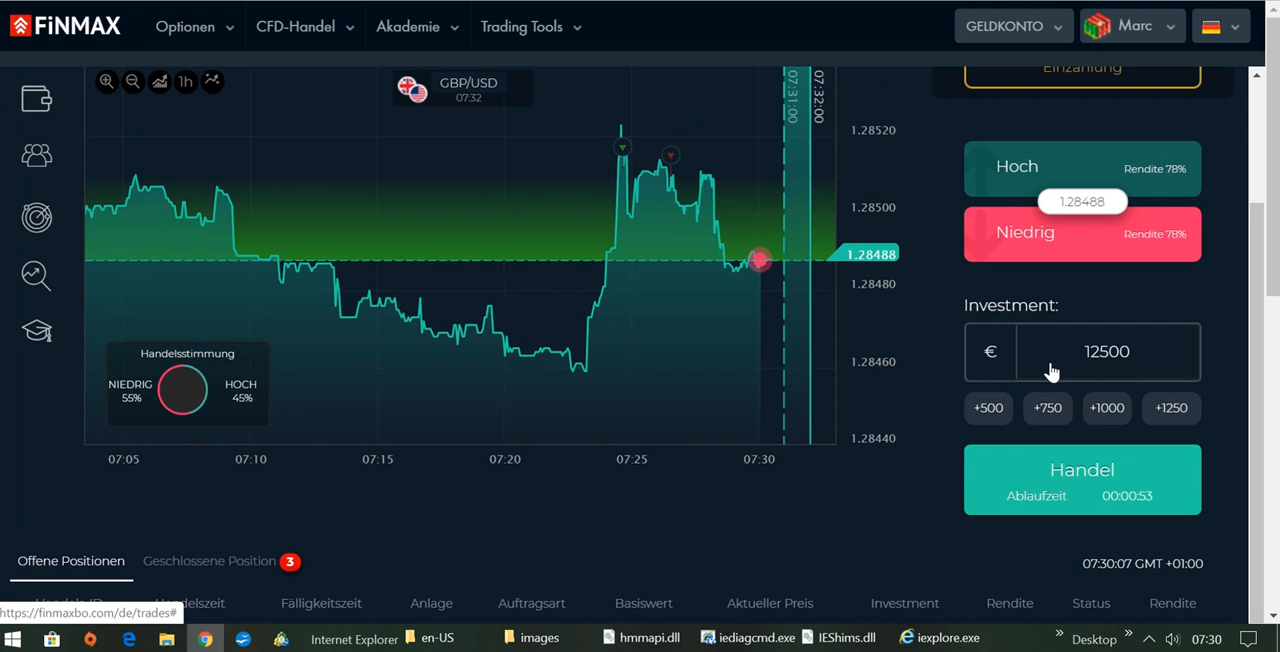 FiNMAX
Optionen
CFD-Handel
Akademie
Trading Tools
GELDKONTO
Marc
1h
GBP/USD
07:32
07:31:00
07:32:00
Einzahlung
1.28520
1.28500
1.28488
1.28480
1.28460
1.28440
Hoch
Rendite 78%
1.28488
Niedrig
Rendite 78%
Investment:
€
12500
+500
+750
+1000
+1250
Handel
Ablaufzeit
00:00:53
Handelsstimmung
NIEDRIG
55%
HOCH
45%
07:05
07:10
07:15
07:20
07:25
07:30
Offene Positionen
Geschlossene Position
3
07:30:07 GMT +01:00
Handels-ID
Handelszeit
Fälligkeitszeit
Anlage
Auftragsart
Basiswert
Aktueller Preis
Investment
Rendite
Status
Rendite
https://finmaxbo.com/de/trades#
Internet Explorer
en-US
images
hmmapi.dll
iediagcmd.exe
IEShims.dll
iexplore.exe
Desktop
07:30